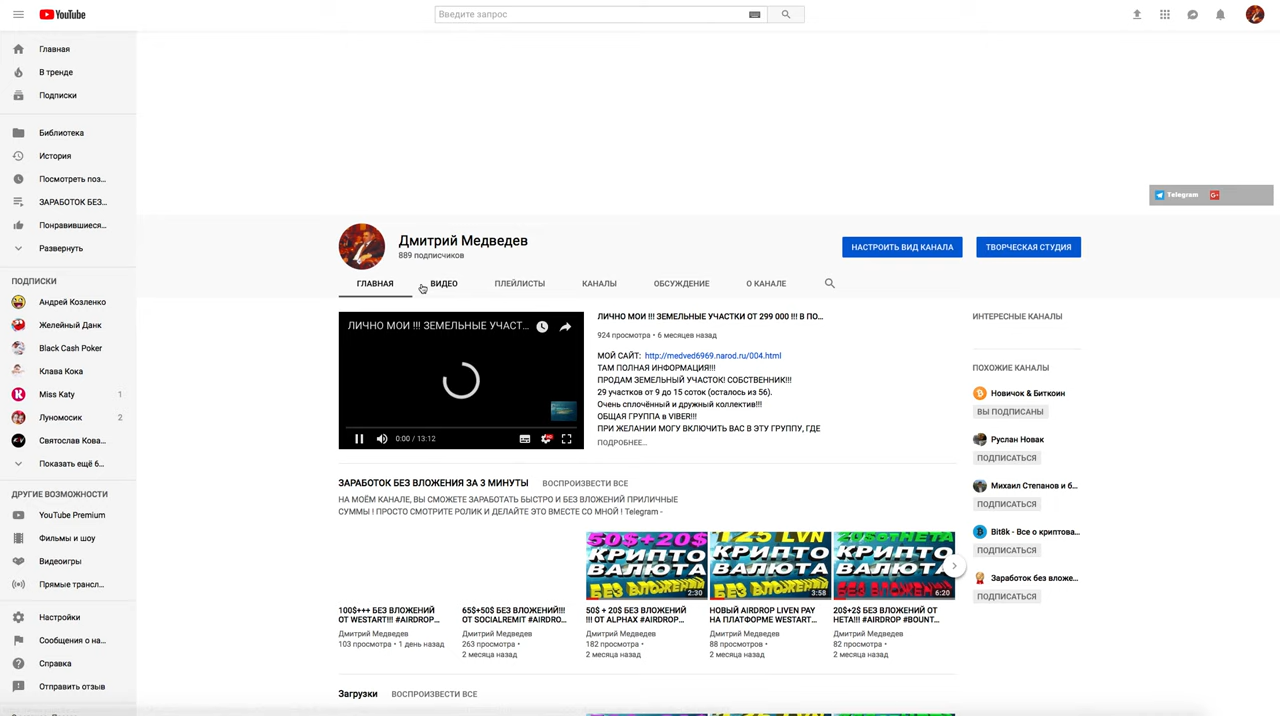 YouTube
Введите запрос
Главная
В тренде
Подписки
Библиотека
История
Посмотреть поз...
ЗАРАБОТОК БЕЗ...
Понравившиеся...
Развернуть
ПОДПИСКИ
Андрей Козленко
Желейный Данк
Black Cash Poker
Клава Кока
Miss Katy 1
Луномосик 2
Святослав Кова...
Показать ещё 6...
ДРУГИЕ ВОЗМОЖНОСТИ
YouTube Premium
Фильмы и шоу
Видеоигры
Прямые трансл...
Настройки
Сообщения о на...
Справка
Отправить отзыв
Telegram
Дмитрий Медведев
889 подписчиков
НАСТРОИТЬ ВИД КАНАЛА
ТВОРЧЕСКАЯ СТУДИЯ
ГЛАВНАЯ ВИДЕО ПЛЕЙЛИСТЫ КАНАЛЫ ОБСУЖДЕНИЕ О КАНАЛЕ
ЛИЧНО МОИ !!! ЗЕМЕЛЬНЫЕ УЧАСТ...
0:00 / 13:12
ЛИЧНО МОИ !!! ЗЕМЕЛЬНЫЕ УЧАСТКИ ОТ 299 000 !!! В ПО...
924 просмотра • 6 месяцев назад
МОЙ САЙТ: http://medved6969.narod.ru/004.html
ТАМ ПОЛНАЯ ИНФОРМАЦИЯ!!!
ПРОДАМ ЗЕМЕЛЬНЫЙ УЧАСТОК! СОБСТВЕННИК!!!
29 участков от 9 до 15 соток (осталось из 56).
Очень сплочённый и дружный коллектив!!!
ОБЩАЯ ГРУППА в VIBER!!!
ПРИ ЖЕЛАНИИ МОГУ ВКЛЮЧИТЬ ВАС В ЭТУ ГРУППУ, ГДЕ
ПОДРОБНЕЕ...
ИНТЕРЕСНЫЕ КАНАЛЫ
ПОХОЖИЕ КАНАЛЫ
Новичок & Биткоин
ВЫ ПОДПИСАНЫ
Руслан Новак
ПОДПИСАТЬСЯ
Михаил Степанов и б...
ПОДПИСАТЬСЯ
Bit8k - Все о криптова...
ПОДПИСАТЬСЯ
Заработок без вложе...
ПОДПИСАТЬСЯ
ЗАРАБОТОК БЕЗ ВЛОЖЕНИЯ ЗА 3 МИНУТЫ ВОСПРОИЗВЕСТИ ВСЕ
НА МОЁМ КАНАЛЕ, ВЫ СМОЖЕТЕ ЗАРАБОТАТЬ БЫСТРО И БЕЗ ВЛОЖЕНИЙ ПРИЛИЧНЫЕ
СУММЫ ! ПРОСТО СМОТРИТЕ РОЛИК И ДЕЛАЙТЕ ЭТО ВМЕСТЕ СО МНОЙ ! Telegram -
50$+20$
КРИПТО
ВАЛЮТА
БЕЗ ВЛОЖЕНИЙ
2:30
125 LVN
КРИПТО
ВАЛЮТА
БЕЗ ВЛОЖЕНИЙ
3:58
КРИПТО
ВАЛЮТА
БЕЗ ВЛОЖЕНИЙ
6:20
100$+++ БЕЗ ВЛОЖЕНИЙ
ОТ WESTART!!! #AIRDROP...
Дмитрий Медведев
103 просмотра • 1 день назад
65$+50$ БЕЗ ВЛОЖЕНИЙ!!!
ОТ SOCIALREMIT #AIRDRO...
Дмитрий Медведев
263 просмотра •
2 месяца назад
50$ + 20$ БЕЗ ВЛОЖЕНИЙ
!!! ОТ ALPHAX #AIRDROP...
Дмитрий Медведев
182 просмотра •
2 месяца назад
НОВЫЙ AIRDROP LIVEN PAY
НА ПЛАТФОРМЕ WESTART...
Дмитрий Медведев
88 просмотров •
2 месяца назад
20$+2$ БЕЗ ВЛОЖЕНИЙ ОТ
НЕТА!!! #AIRDROP #BOUNT...
Дмитрий Медведев
82 просмотра •
2 месяца назад
Загрузки ВОСПРОИЗВЕСТИ ВСЕ